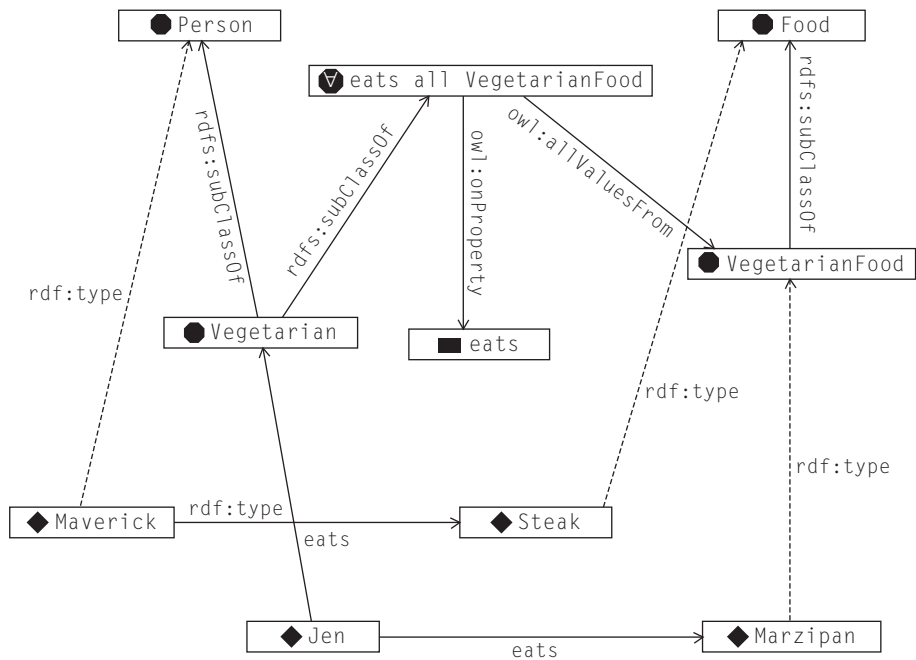 Person
Food
∀ eats all VegetarianFood
rdfs:subClassOf
rdfs:subClassOf
owl:onProperty
owl:allValuesFrom
rdfs:subClassOf
VegetarianFood
rdf:type
Vegetarian
eats
rdf:type
rdf:type
Maverick
rdf:type
Steak
eats
Jen
Marzipan
eats